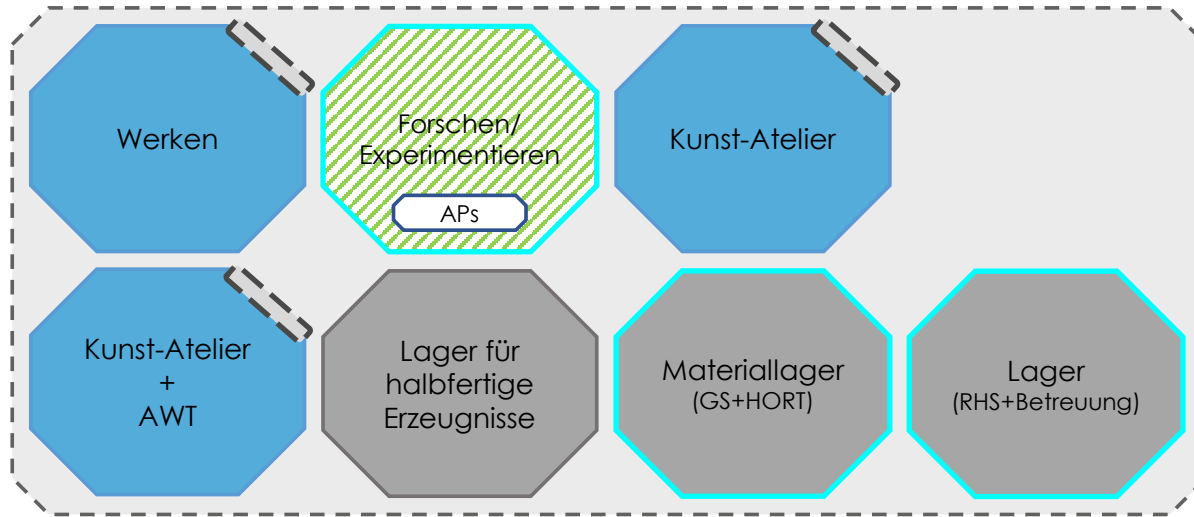 Werken
Forschen/
Experimentieren
APs
Kunst-Atelier
Kunst-Atelier
+
AWT
Lager für
halbfertige
Erzeugnisse
Materiallager
(GS+HORT)
Lager
(RHS+Betreuung)